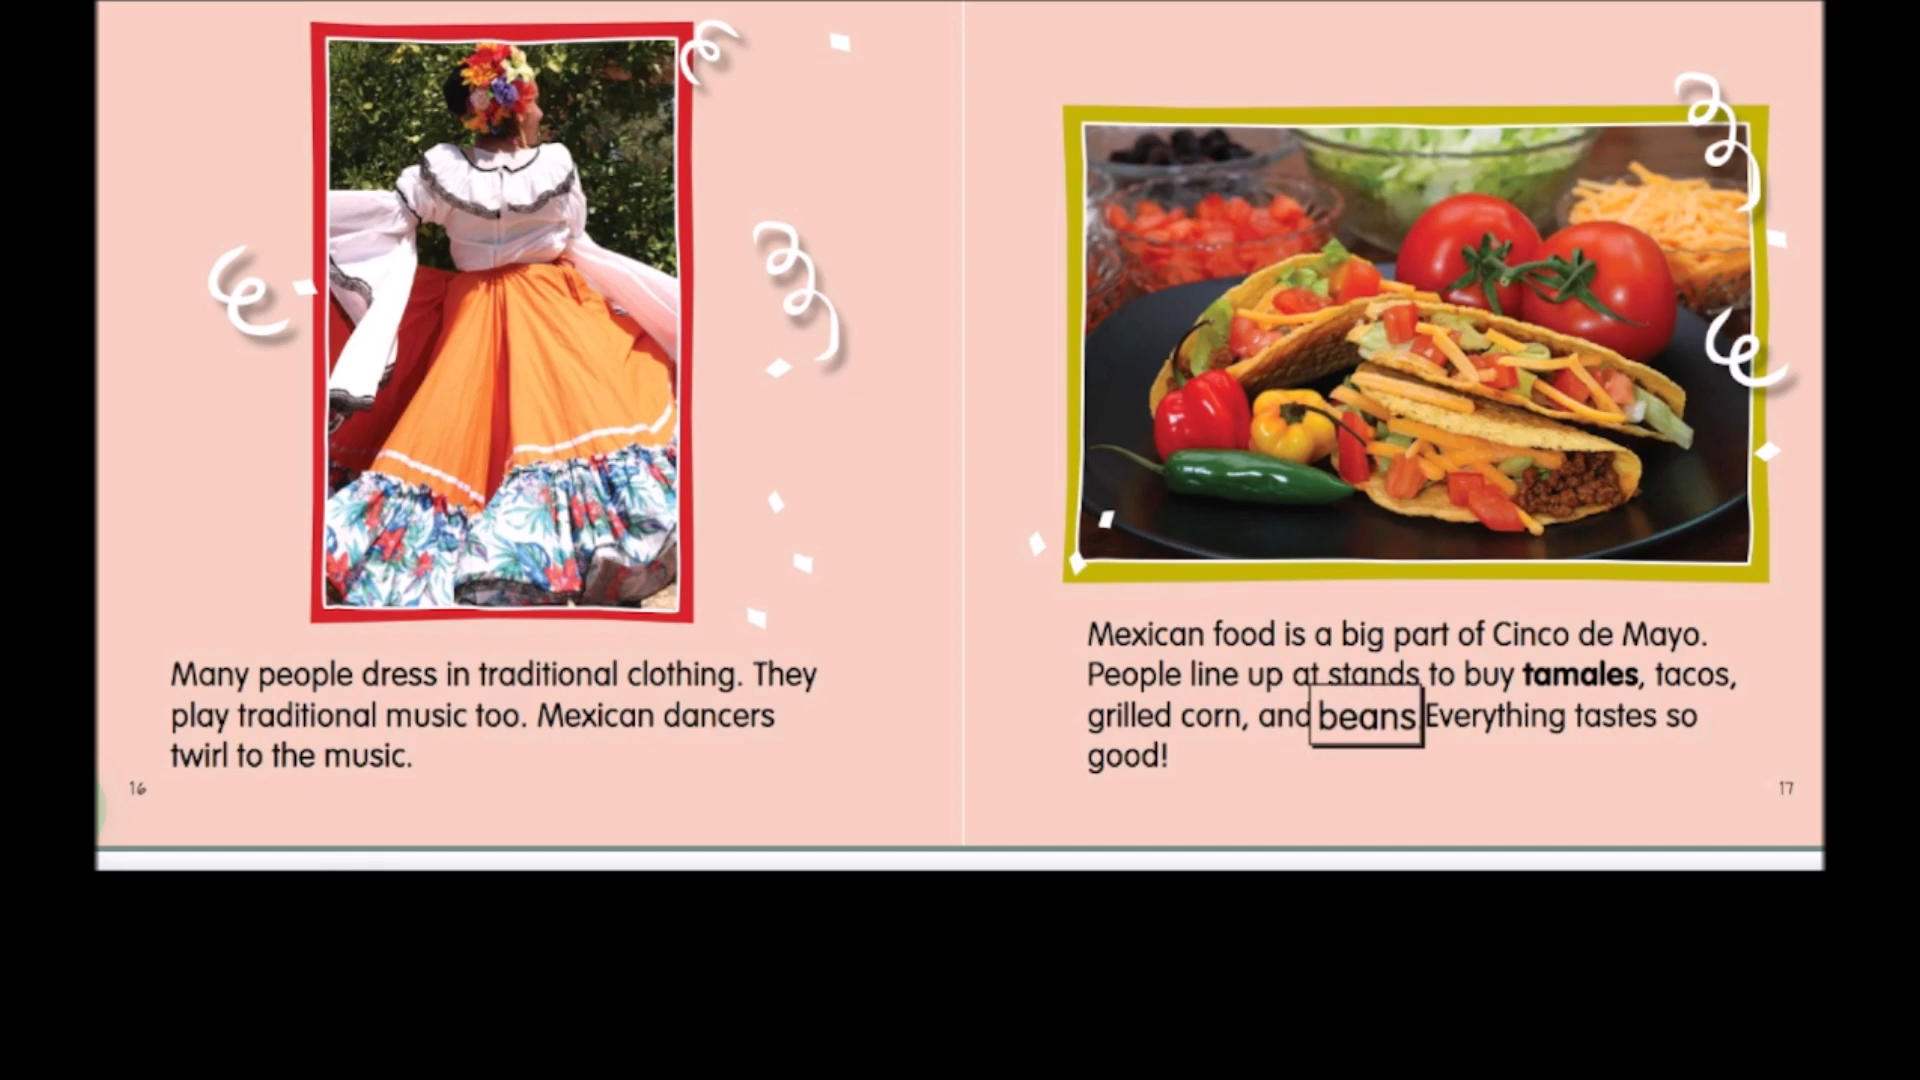 Many people dress in traditional clothing. They
play traditional music too. Mexican dancers
twirl to the music.
16
Mexican food is a big part of Cinco de Mayo.
People line up at stands to buy tamales, tacos,
grilled corn, and beans Everything tastes so
good!
17